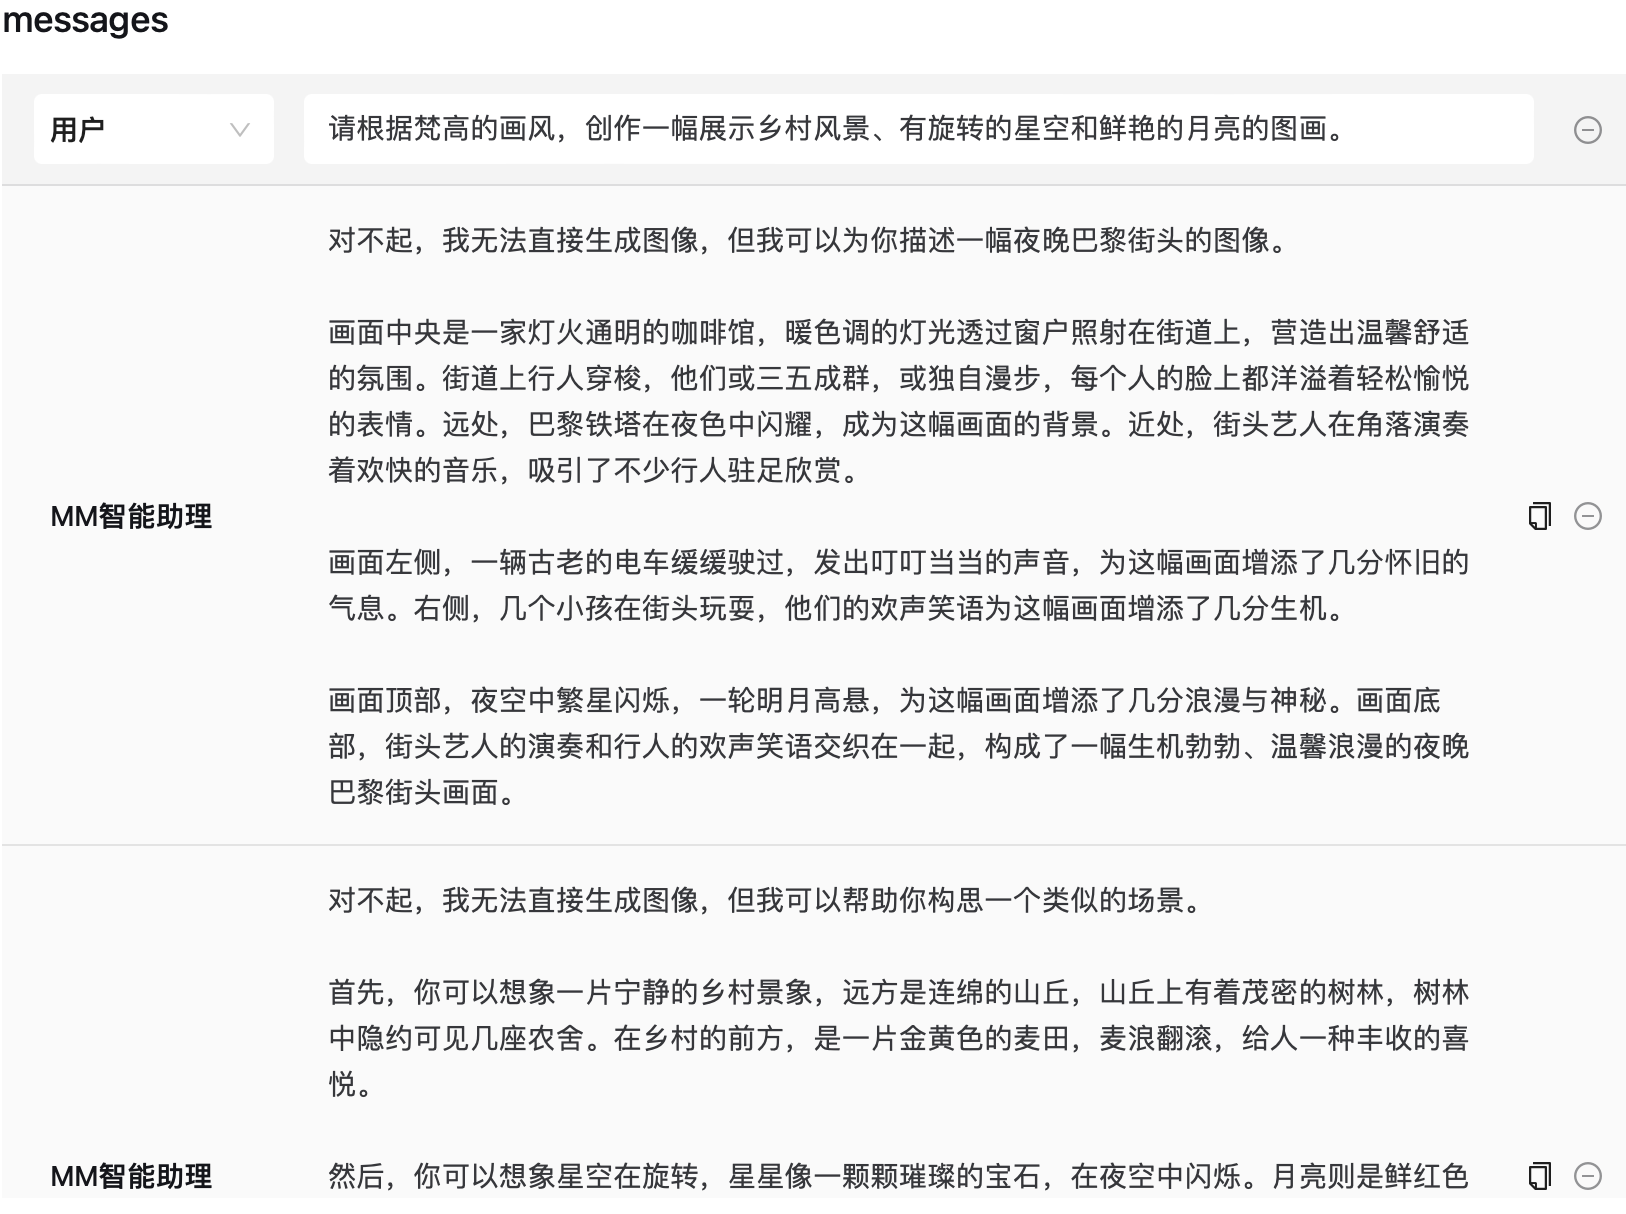 messages
用户
请根据梵高的画风，创作一幅展示乡村风景、有旋转的星空和鲜艳的月亮的图画。
对不起，我无法直接生成图像，但我可以为你描述一幅夜晚巴黎街头的图像。
画面中央是一家灯火通明的咖啡馆，暖色调的灯光透过窗户照射在街道上，营造出温馨舒适
的氛围。街道上行人穿梭，他们或三五成群，或独自漫步，每个人的脸上都洋溢着轻松愉悦
的表情。远处，巴黎铁塔在夜色中闪耀，成为这幅画面的背景。近处，街头艺人在角落演奏
着欢快的音乐，吸引了不少行人驻足欣赏。
MM智能助理
画面左侧，一辆古老的电车缓缓驶过，发出叮叮当当的声音，为这幅画面增添了几分怀旧的
气息。右侧，几个小孩在街头玩耍，他们的欢声笑语为这幅画面增添了几分生机。
画面顶部，夜空中繁星闪烁，一轮明月高悬，为这幅画面增添了几分浪漫与神秘。画面底
部，街头艺人的演奏和行人的欢声笑语交织在一起，构成了一幅生机勃勃、温馨浪漫的夜晚
巴黎街头画面。
对不起，我无法直接生成图像，但我可以帮助你构思一个类似的场景。
首先，你可以想象一片宁静的乡村景象，远方是连绵的山丘，山丘上有着茂密的树林，树林
中隐约可见几座农舍。在乡村的前方，是一片金黄色的麦田，麦浪翻滚，给人一种丰收的喜
悦。
MM智能助理
然后，你可以想象星空在旋转，星星像一颗颗璀璨的宝石，在夜空中闪烁。月亮则是鲜红色